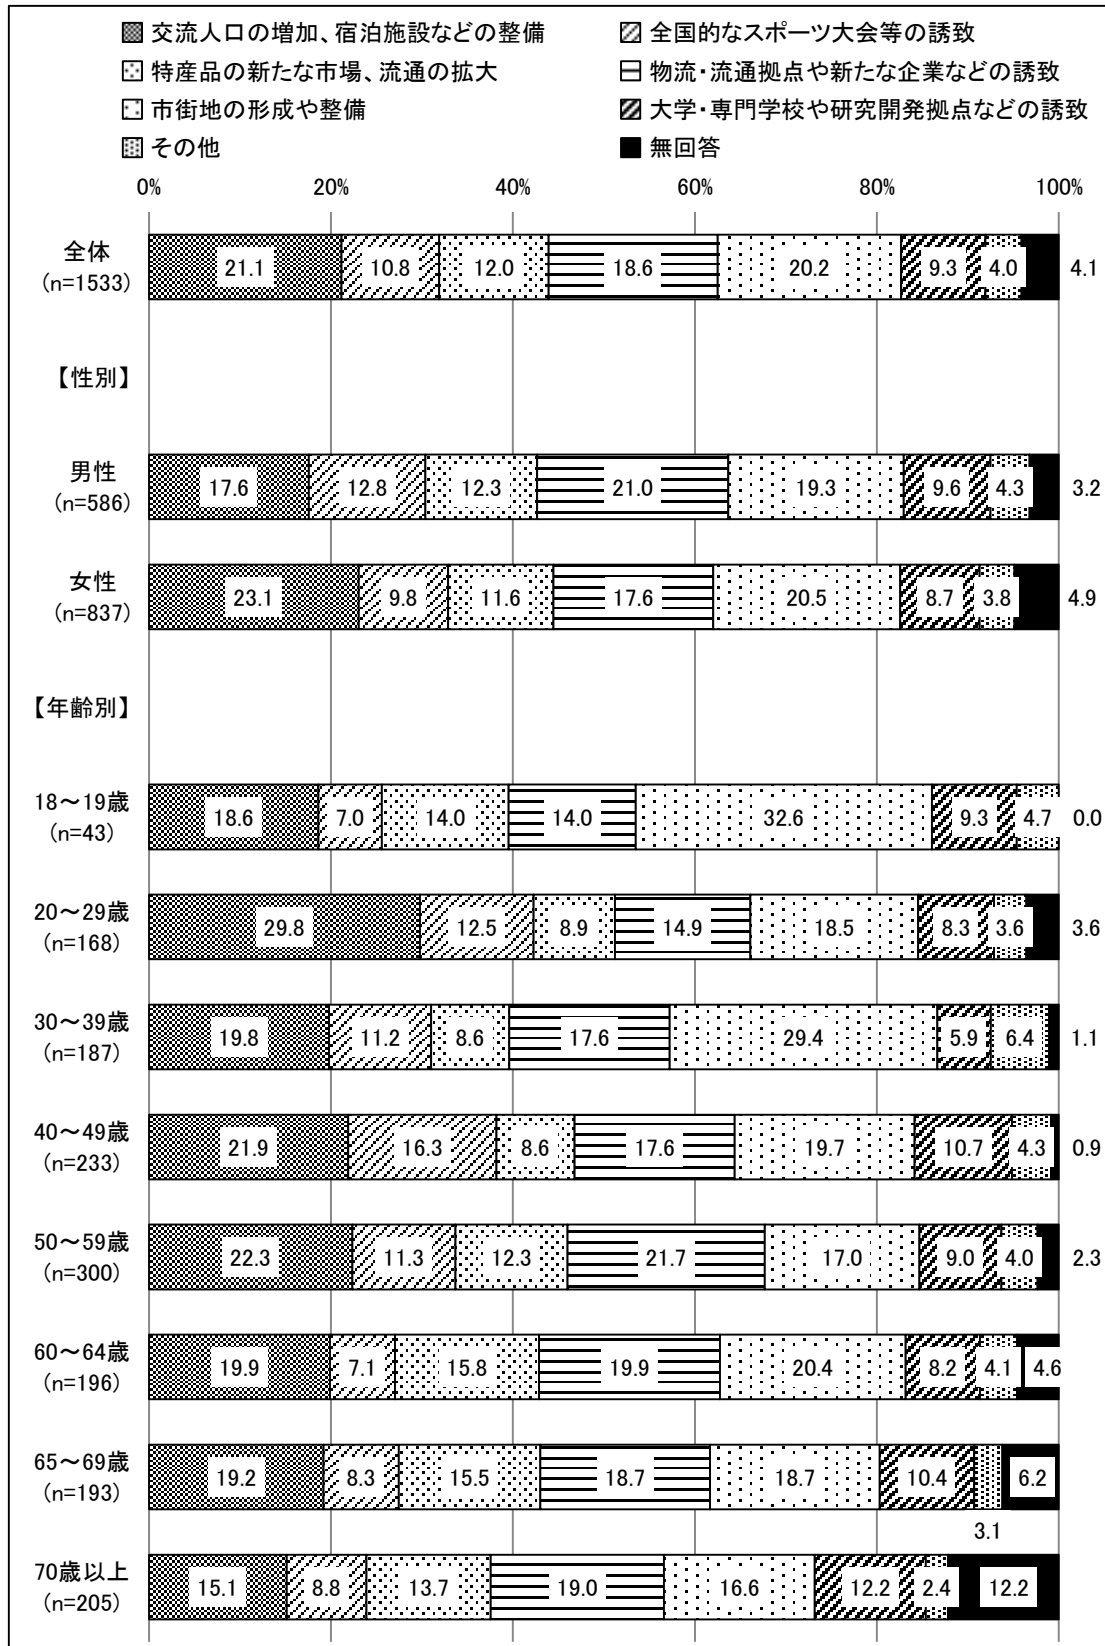 交流人口の増加、宿泊施設などの整備 全国的なスポーツ大会等の誘致
特産品の新たな市場、流通の拡大 物流・流通拠点や新たな企業などの誘致
市街地の形成や整備 大学・専門学校や研究開発拠点などの誘致
その他 無回答
0% 20% 40% 60% 80% 100%
全体
(n=1533)
21.1 10.8 12.0 18.6 20.2 9.3 4.0 4.1
【性別】
男性
(n=586)
17.6 12.8 12.3 21.0 19.3 9.6 4.3 3.2
女性
(n=837)
23.1 9.8 11.6 17.6 20.5 8.7 3.8 4.9
【年齢別】
18～19歳
(n=43)
18.6 7.0 14.0 14.0 32.6 9.3 4.7 0.0
20～29歳
(n=168)
29.8 12.5 8.9 14.9 18.5 8.3 3.6 3.6
30～39歳
(n=187)
19.8 11.2 8.6 17.6 29.4 5.9 6.4 1.1
40～49歳
(n=233)
21.9 16.3 8.6 17.6 19.7 10.7 4.3 0.9
50～59歳
(n=300)
22.3 11.3 12.3 21.7 17.0 9.0 4.0 2.3
60～64歳
(n=196)
19.9 7.1 15.8 19.9 20.4 8.2 4.1 4.6
65～69歳
(n=193)
19.2 8.3 15.5 18.7 18.7 10.4 6.2
3.1
70歳以上
(n=205)
15.1 8.8 13.7 19.0 16.6 12.2 2.4 12.2